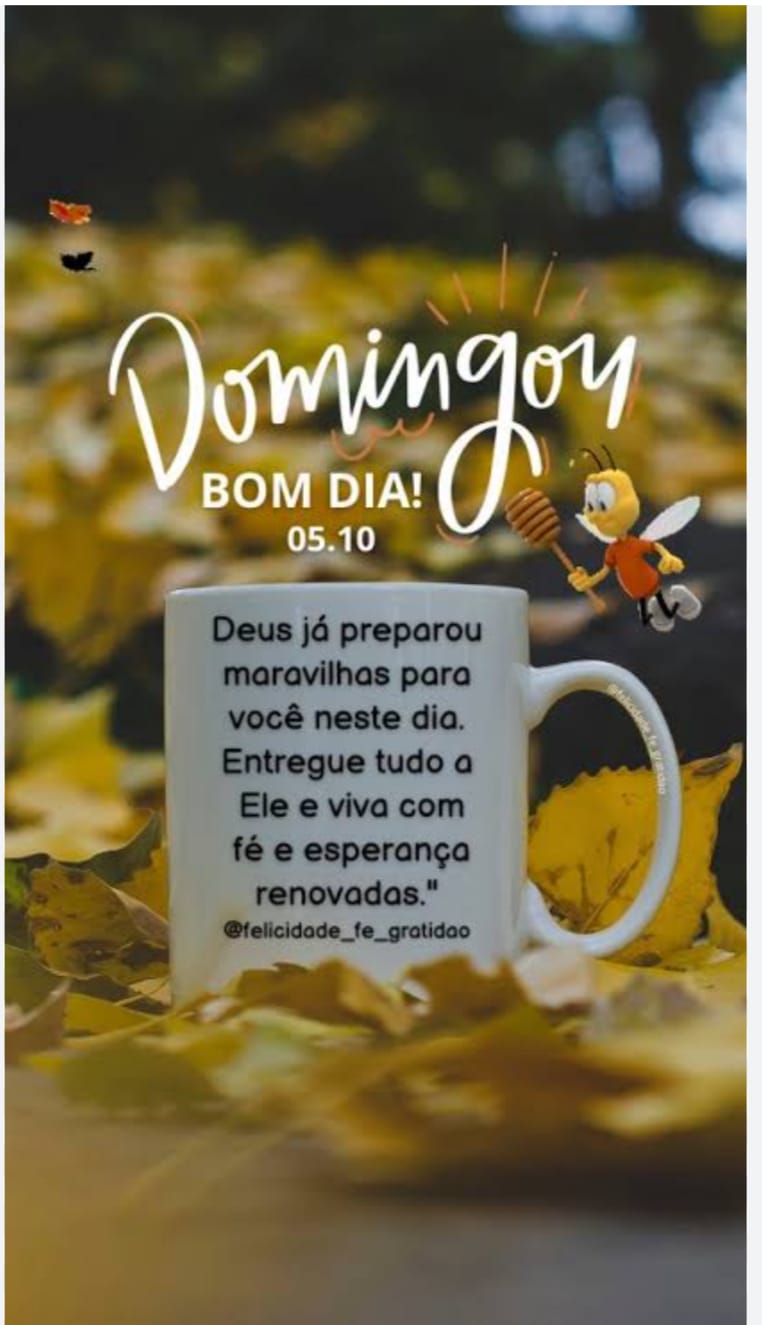 Domingou
BOM DIA!
05.10
Deus já preparou
maravilhas para
você neste dia.
Entregue tudo a
Ele e viva com
fé e esperança
renovadas."
@felicidade_fe_gratidao
@felicidade_fe_gratidao